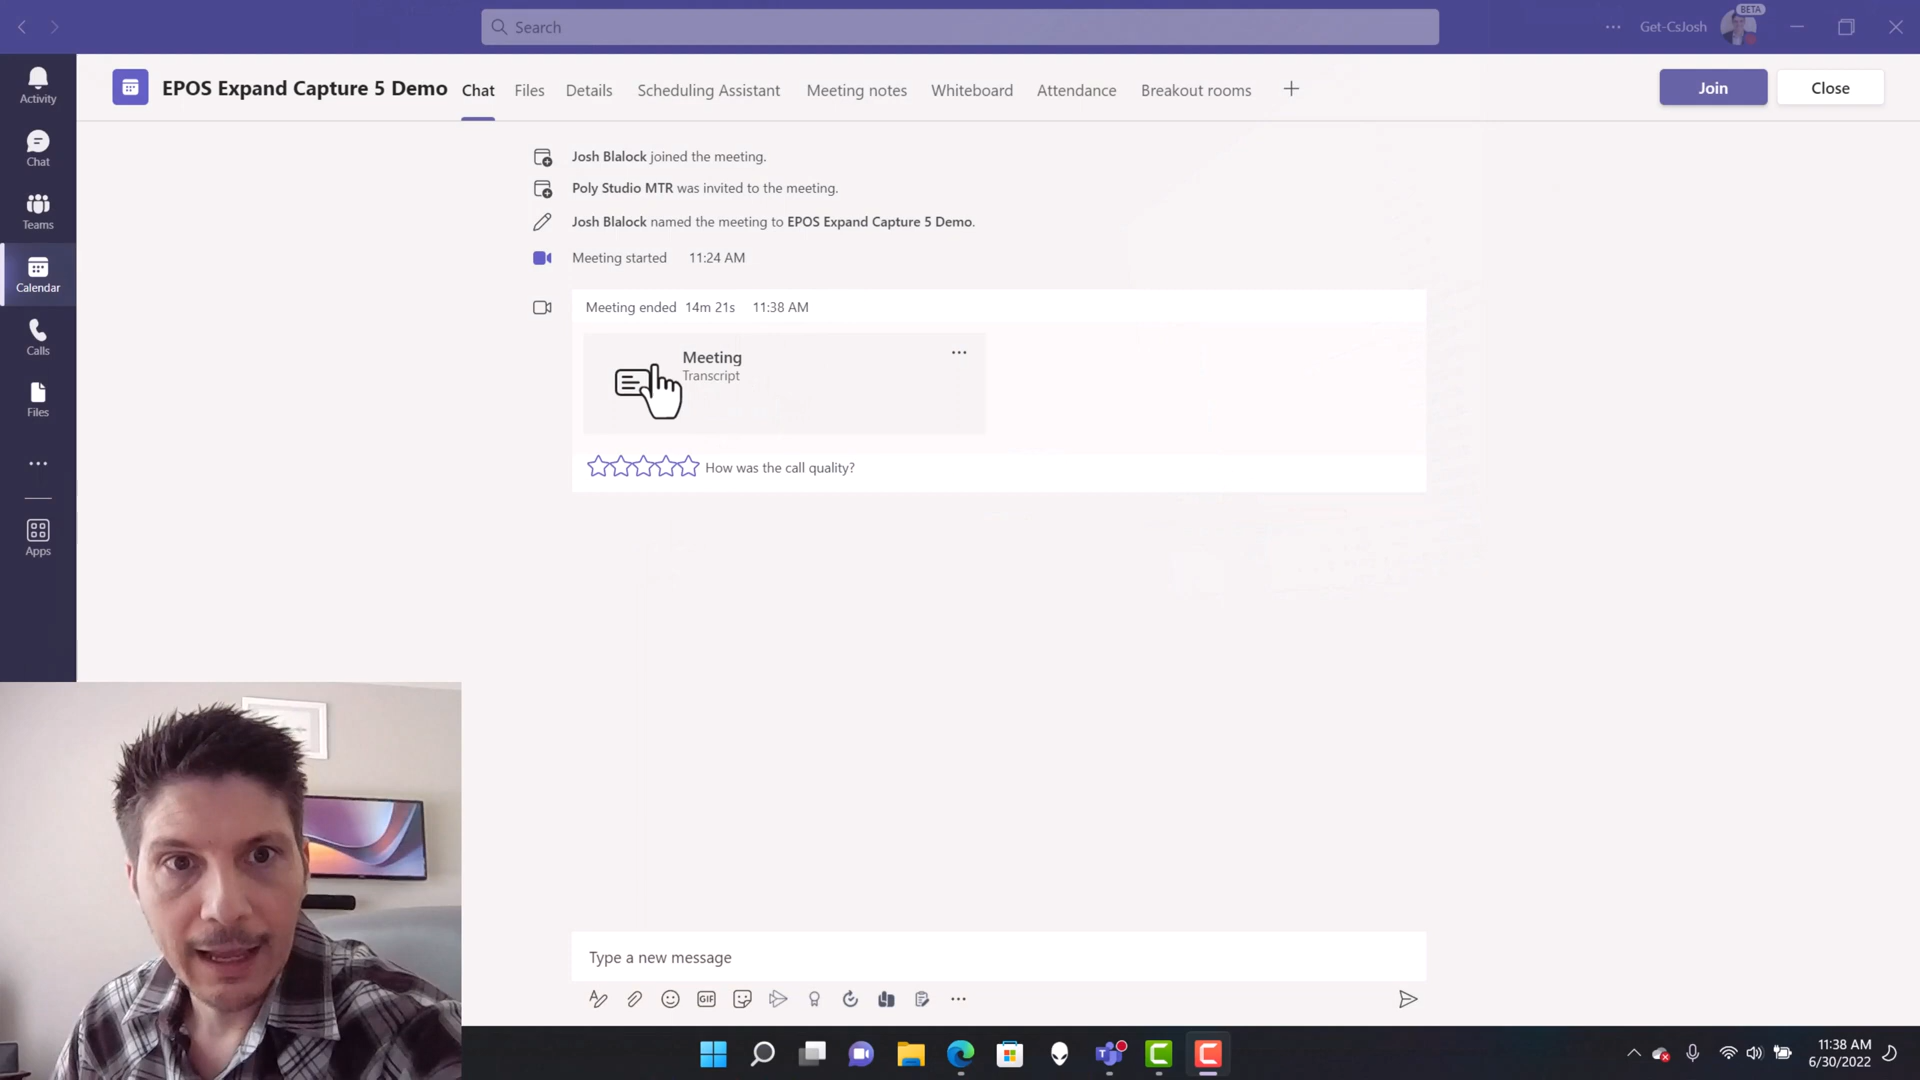 Search
Get-CsJosh
BETA
EPOS Expand Capture 5 Demo
Chat
Files
Details
Scheduling Assistant
Meeting notes
Whiteboard
Attendance
Breakout rooms
Join
Close
Activity
Chat
Teams
Calendar
Calls
Files
Apps
Josh Blalock joined the meeting.
Poly Studio MTR was invited to the meeting.
Josh Blalock named the meeting to EPOS Expand Capture 5 Demo.
Meeting started 11:24 AM
Meeting ended 14m 21s 11:38 AM
Meeting
Transcript
How was the call quality?
Type a new message
GIF
11:38 AM
6/30/2022